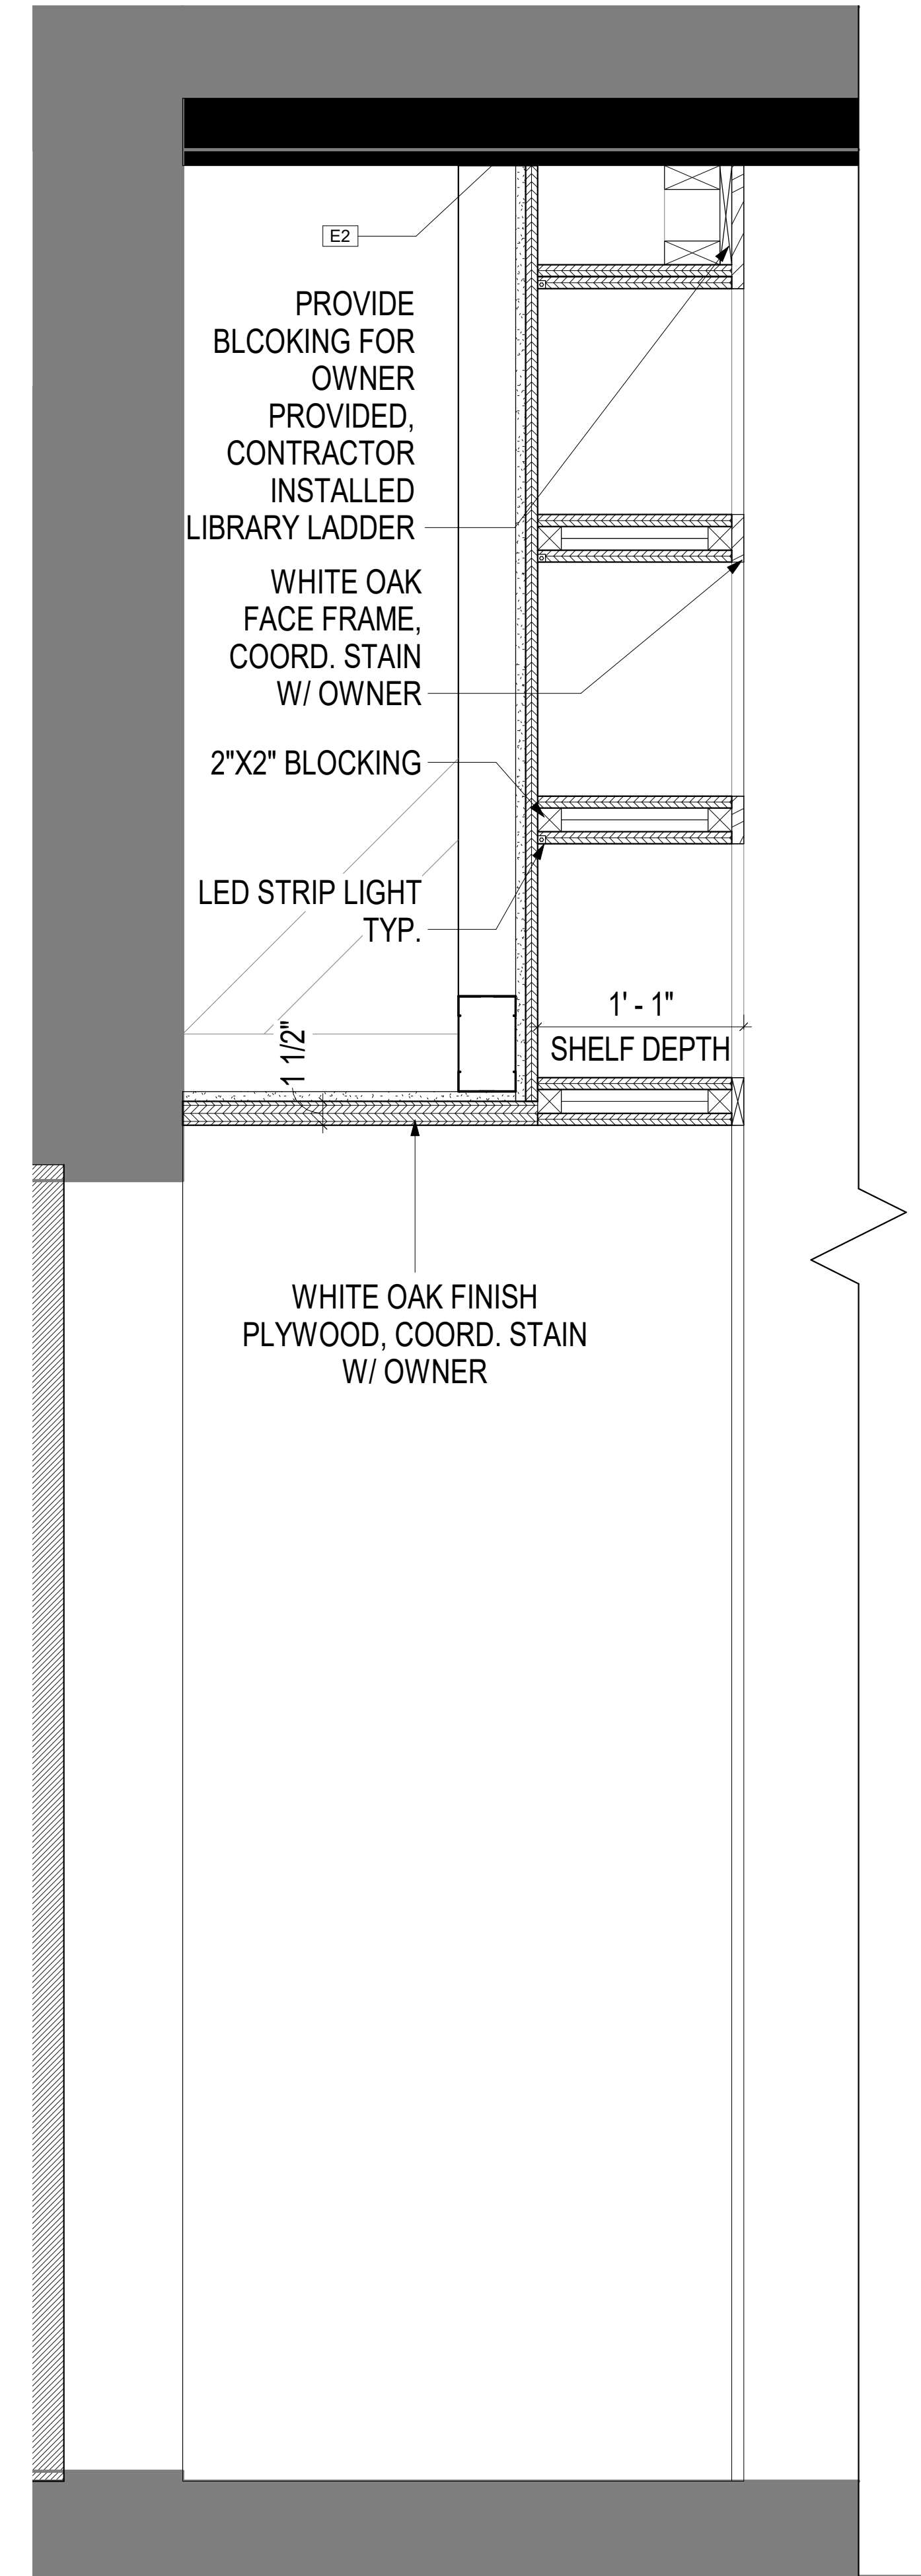 E2
PROVIDE
BLCOKING FOR
OWNER
PROVIDED,
CONTRACTOR
INSTALLED
LIBRARY LADDER
WHITE OAK
FACE FRAME,
COORD. STAIN
W/ OWNER
2"X2" BLOCKING
LED STRIP LIGHT
TYP.
1' - 1"
SHELF DEPTH
1 1/2"
WHITE OAK FINISH
PLYWOOD, COORD. STAIN
W/ OWNER